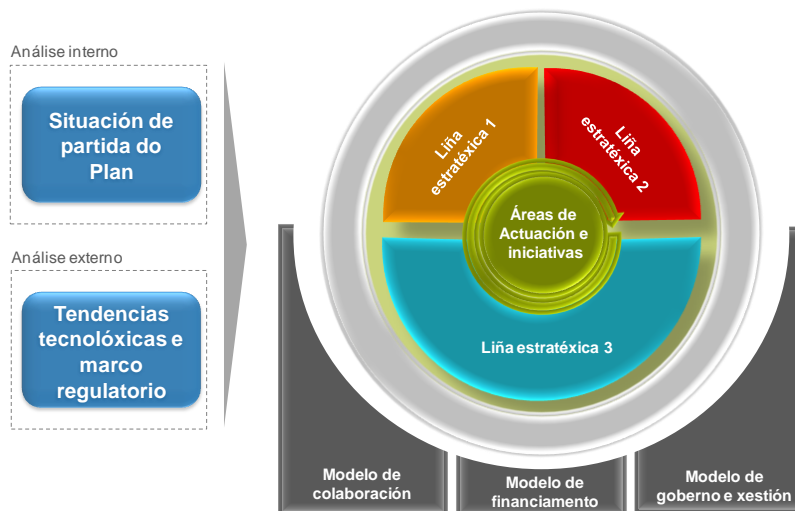 Análise interno
Situación de
partida do
Plan
Análise externo
Tendencias
tecnolóxicas e
marco
regulatorio
Liña
estratéxica 1
Liña
estratéxica 2
Áreas de
Actuación e
iniciativas
Liña estratéxica 3
Modelo de
colaboración
Modelo de
financiamento
Modelo de
goberno e xestión